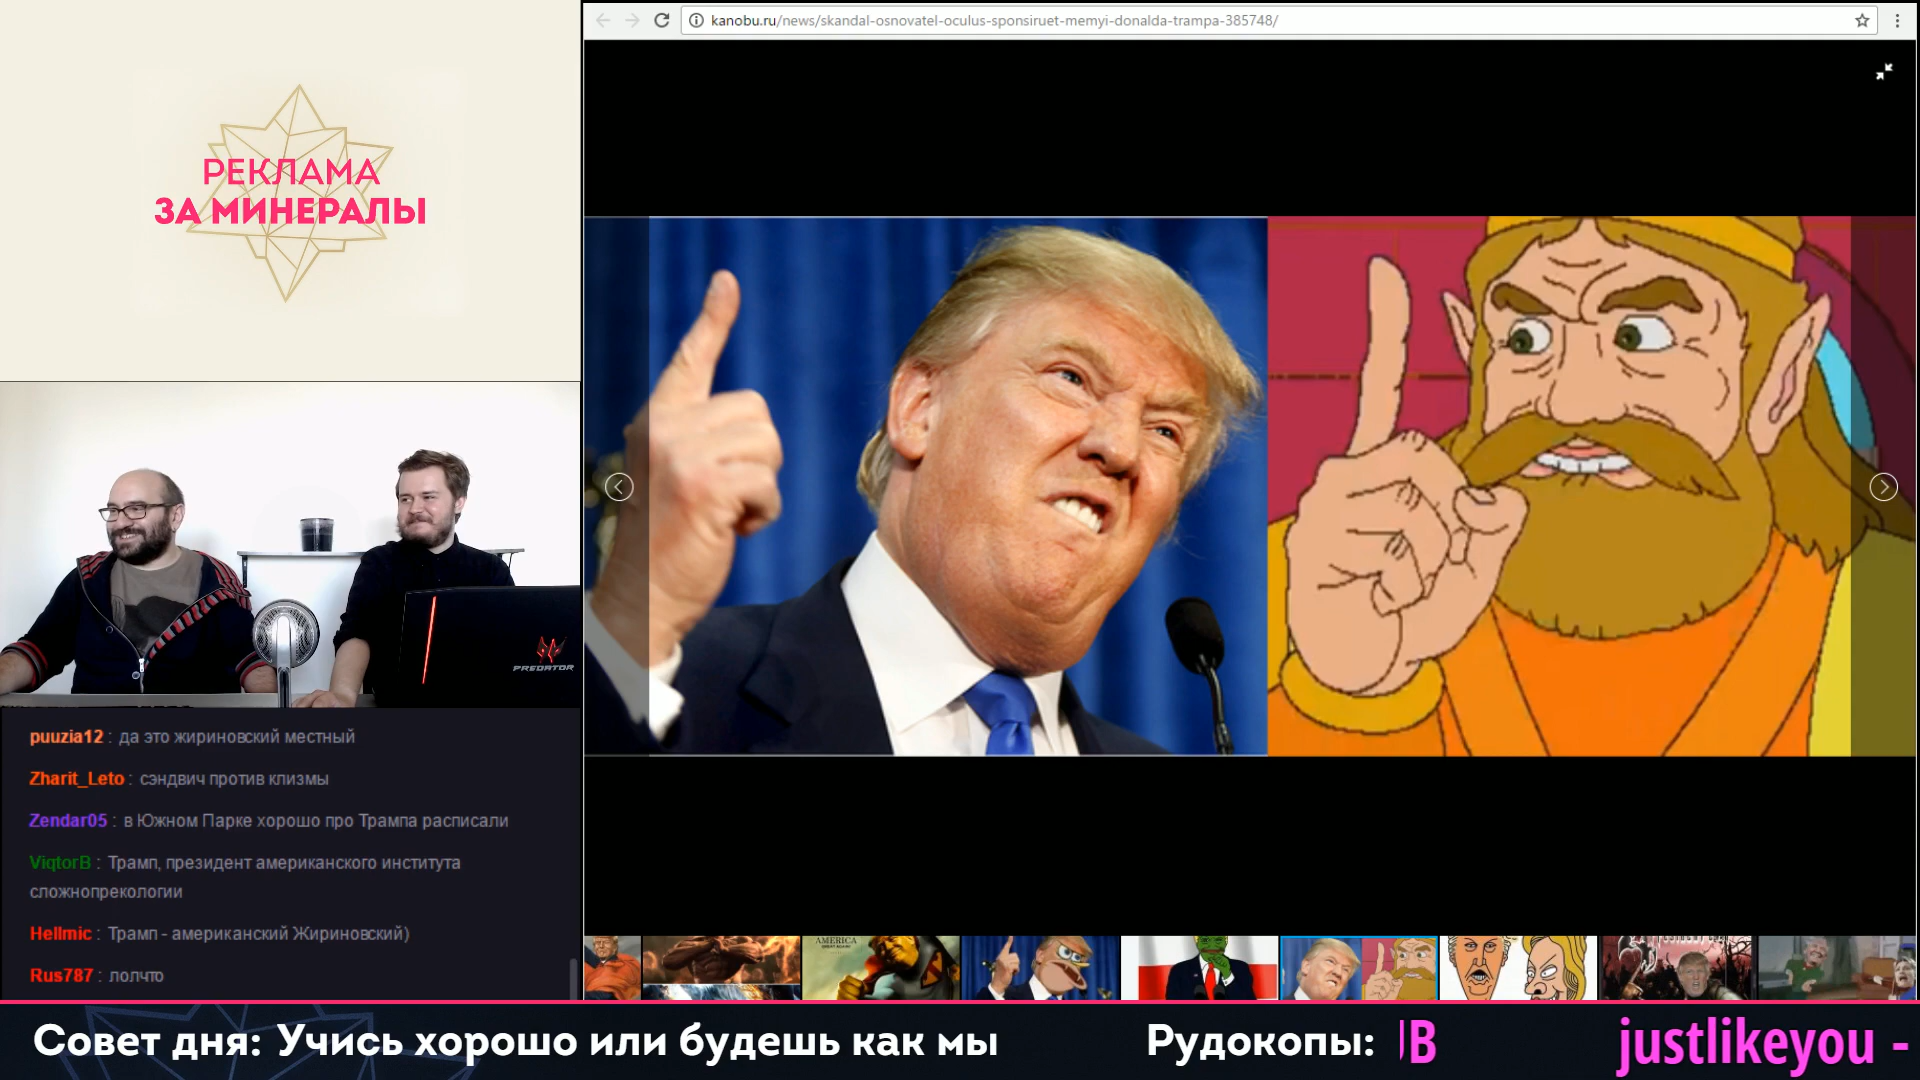 kanobu.ru/news/skandal-osnovatel-oculus-sponsiruet-memyi-donalda-trampa-385748/
РЕКЛАМА
ЗА МИНЕРАЛЫ
PREDATOR
puuzia12 : да это жириновский местный
Zharit_Leto : сэндвич против клизмы
Zendar05 : в Южном Парке хорошо про Трампа расписали
ViqtorB : Трамп, президент американского института
сложнопрекологии
Hellmic : Трамп - американский Жириновский)
Rus787 : лолчто
AMERICA
Совет дня: Учись хорошо или будешь как мы
Рудокопы:
justlikeyou -